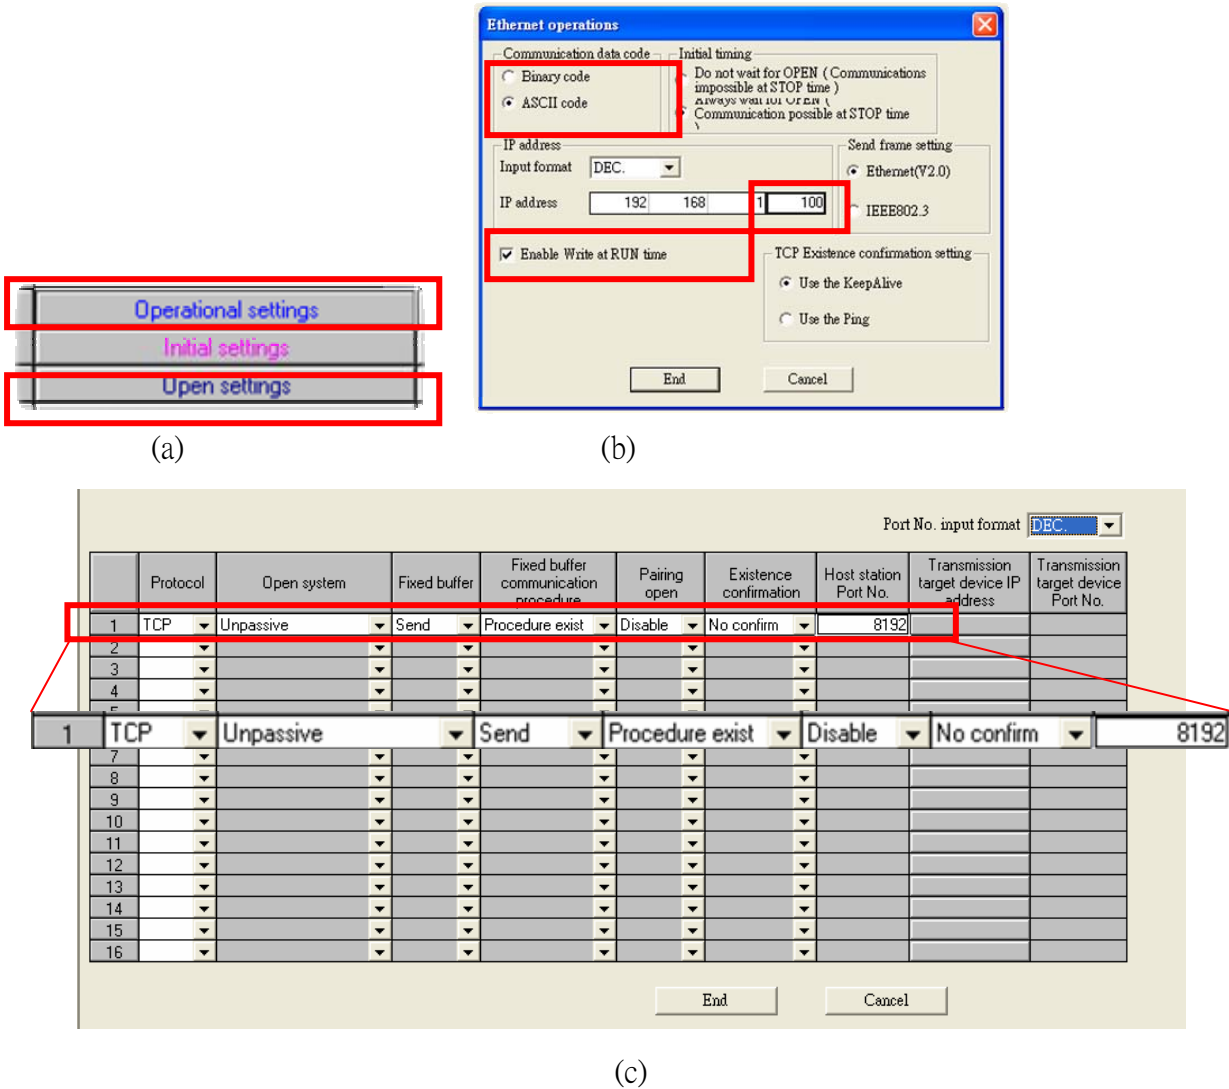 Ethernet operations
Communication data code
Binary code
ASCII code
Initial timing
Do not wait for OPEN ( Communications
impossible at STOP time )
Always wait for OPEN (
Communication possible at STOP time
)
IP address
Input format DEC.
IP address 192 168 1 100
Send frame setting
Ethernet(V2.0)
IEEE802.3
Enable Write at RUN time
TCP Existence confirmation setting
Use the KeepAlive
Use the Ping
End Cancel
Operational settings
Initial settings
Open settings
(a) (b)
Port No. input format DEC.
Protocol
Open system
Fixed buffer
Fixed buffer
communication
procedure
Pairing
open
Existence
confirmation
Host station
Port No.
Transmission
target device IP
address
Transmission
target device
Port No.
1 TCP Unpassive Send Procedure exist Disable No confirm 8192
2
3
4
5
1 TCP Unpassive Send Procedure exist Disable No confirm 8192
7
8
9
10
11
12
13
14
15
16
End Cancel
(c)